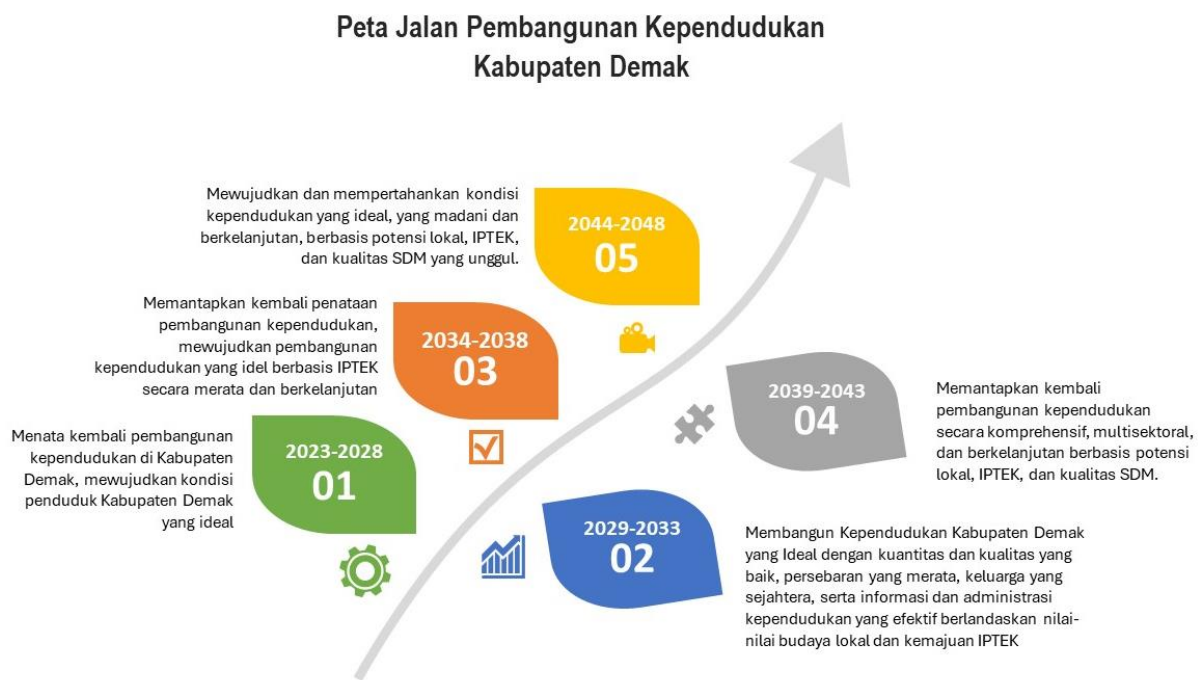 Peta Jalan Pembangunan Kependudukan
Kabupaten Demak
Mewujudkan dan mempertahankan kondisi
kependudukan yang ideal, yang madani dan
berkelanjutan, berbasis potensi lokal, IPTEK,
dan kualitas SDM yang unggul.
2044-2048
05
Memantapkan kembali penataan
pembangunan kependudukan,
mewujudkan pembangunan
kependudukan yang idel berbasis IPTEK
secara merata dan berkelanjutan
2034-2038
03
2039-2043
04
Memantapkan kembali
pembangunan kependudukan
secara komprehensif, multisektoral,
dan berkelanjutan berbasis potensi
lokal, IPTEK, dan kualitas SDM.
Menata kembali pembangunan
kependudukan di Kabupaten
Demak, mewujudkan kondisi
penduduk Kabupaten Demak
yang ideal
2023-2028
01
2029-2033
02
Membangun Kependudukan Kabupaten Demak
yang Ideal dengan kuantitas dan kualitas yang
baik, persebaran yang merata, keluarga yang
sejahtera, serta informasi dan administrasi
kependudukan yang efektif berlandaskan nilai-
nilai budaya lokal dan kemajuan IPTEK